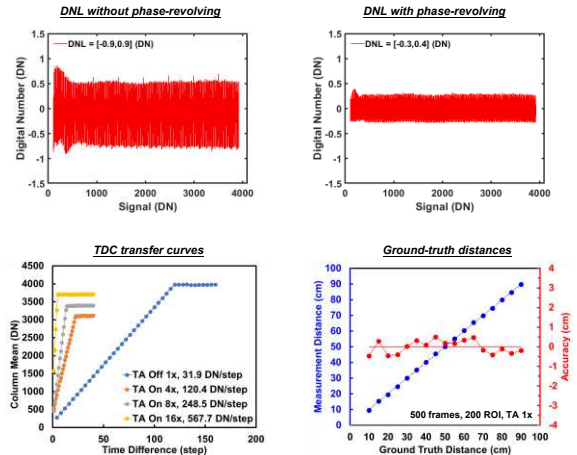 DNL without phase-revolving
DNL with phase-revolving
1.5
1
0.5
0
-0.5
-1
-1.5
Digital Number (DN)
DNL = [-0.9,0.9] (DN)
0 1000 2000 3000 4000
Signal (DN)
1.5
1
0.5
0
-0.5
-1
-1.5
Digital Number (DN)
DNL = [-0.3,0.4] (DN)
0 1000 2000 3000 4000
Signal (DN)
TDC transfer curves
Ground-truth distances
4500
4000
3500
3000
2500
2000
1500
1000
500
0
Column Mean (DN)
TA Off 1x, 31.9 DN/step
TA On 4x, 120.4 DN/step
TA On 8x, 248.5 DN/step
TA On 16x, 567.7 DN/step
0 50 100 150 200
Time Difference (step)
100
90
80
70
60
50
40
30
20
10
0
Measurement Distance (cm)
4
3
2
1
0
-1
-2
-3
-4
Accuracy (cm)
500 frames, 200 ROI, TA 1x
0 10 20 30 40 50 60 70 80 90 100
Ground Truth Distance (cm)